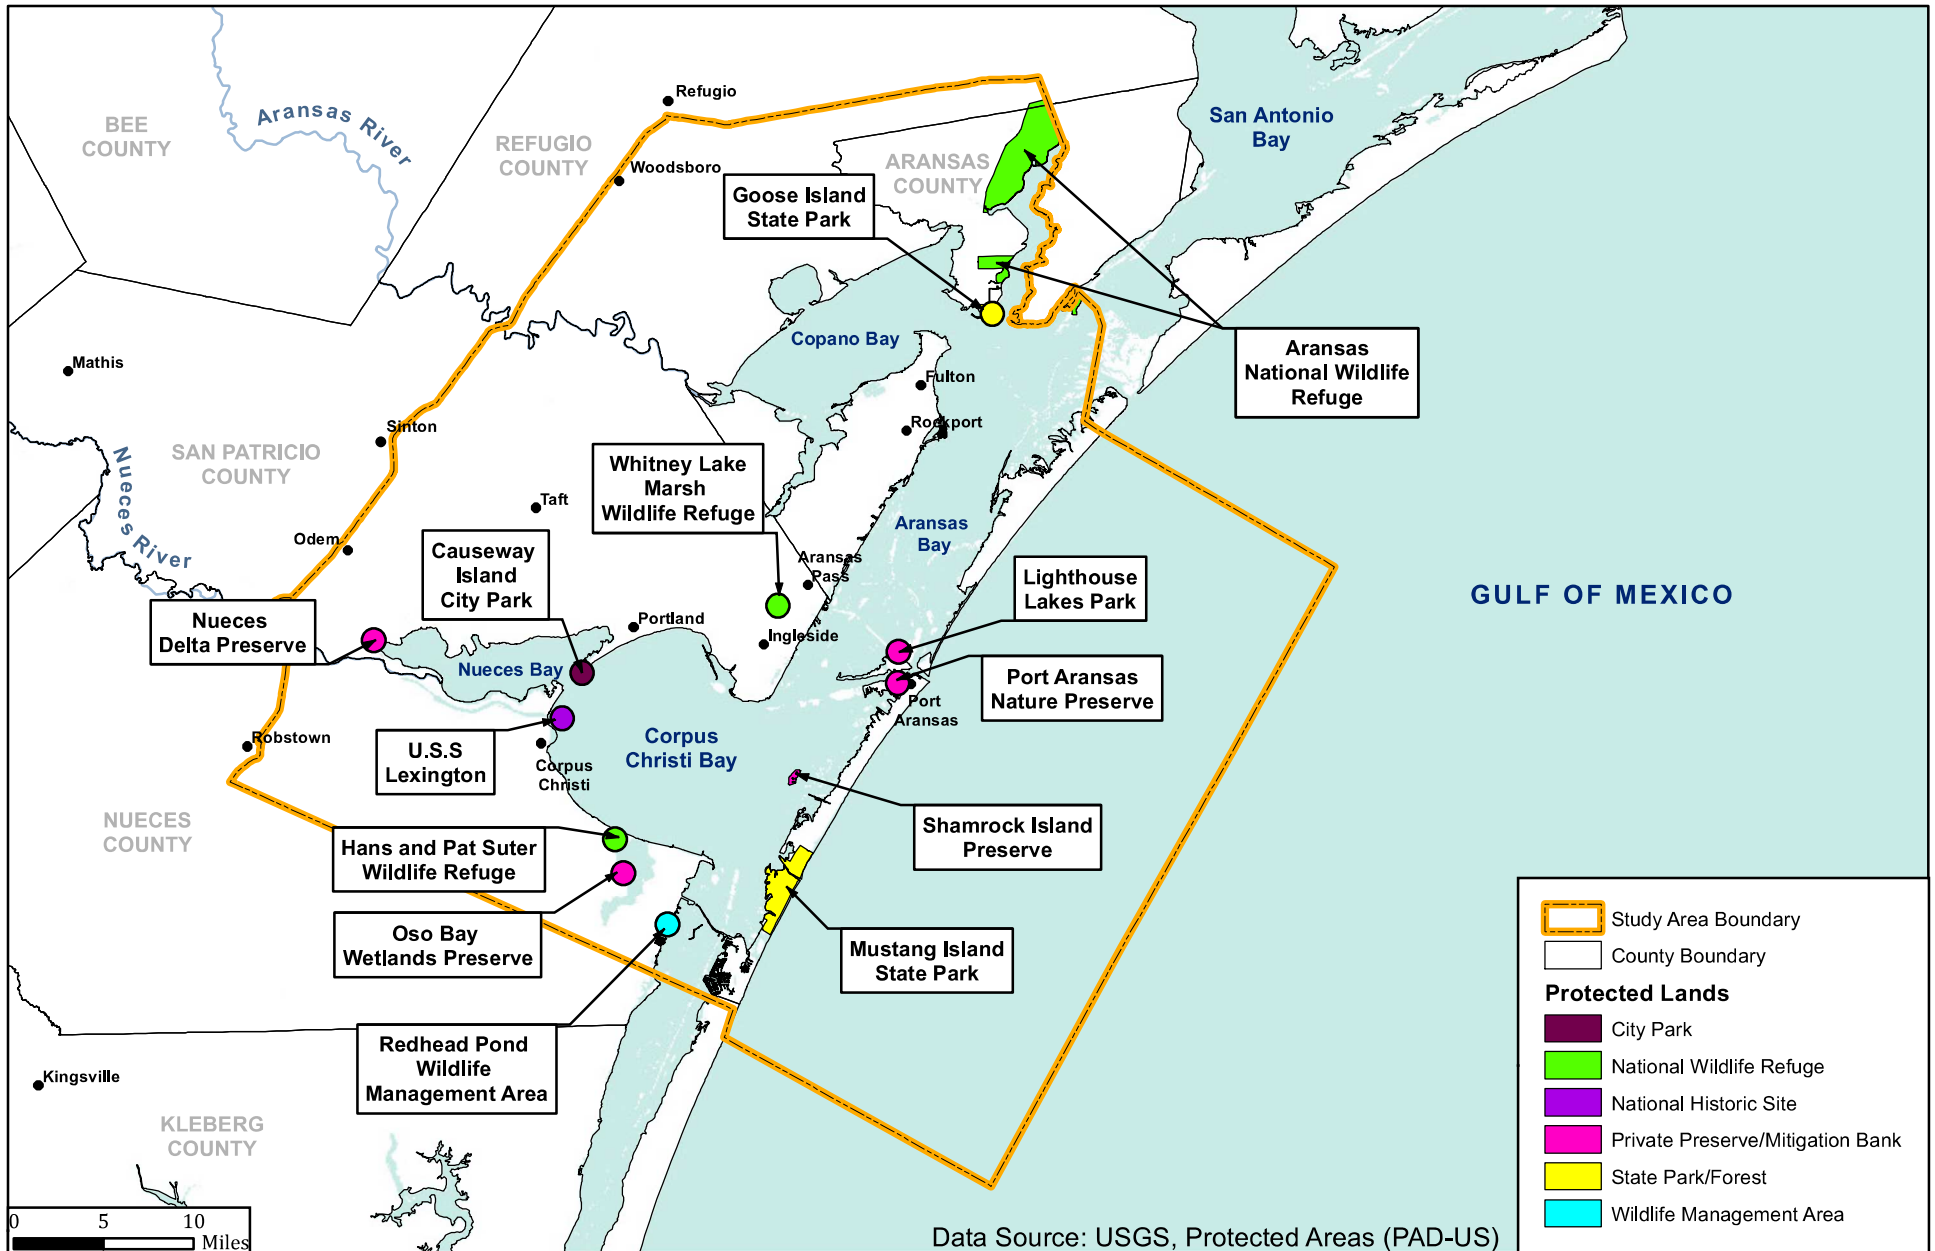 Refugio
BEE
COUNTY
Aransas River
REFUGIO
COUNTY
Woodsboro
San Antonio
Bay
ARANSAS
COUNTY
Goose Island
State Park
Copano Bay
Aransas
National Wildlife
Refuge
Mathis
Fulton
Rockport
Sinton
SAN PATRICIO
COUNTY
Nueces River
Whitney Lake
Marsh
Wildlife Refuge
Taft
Odem
Causeway
Island
City Park
Aransas
Pass
Aransas
Bay
Lighthouse
Lakes Park
GULF OF MEXICO
Nueces
Delta Preserve
Portland
Ingleside
Nueces Bay
Port Aransas
Nature Preserve
Port
Aransas
Robstown
U.S.S
Lexington
Corpus
Christi
Corpus
Christi Bay
NUECES
COUNTY
Shamrock Island
Preserve
Hans and Pat Suter
Wildlife Refuge
Oso Bay
Wetlands Preserve
Mustang Island
State Park
Redhead Pond
Wildlife
Management Area
Kingsville
KLEBERG
COUNTY
Study Area Boundary
County Boundary
Protected Lands
City Park
National Wildlife Refuge
National Historic Site
Private Preserve/Mitigation Bank
State Park/Forest
Wildlife Management Area
0 5 10
Miles
Data Source: USGS, Protected Areas (PAD-US)